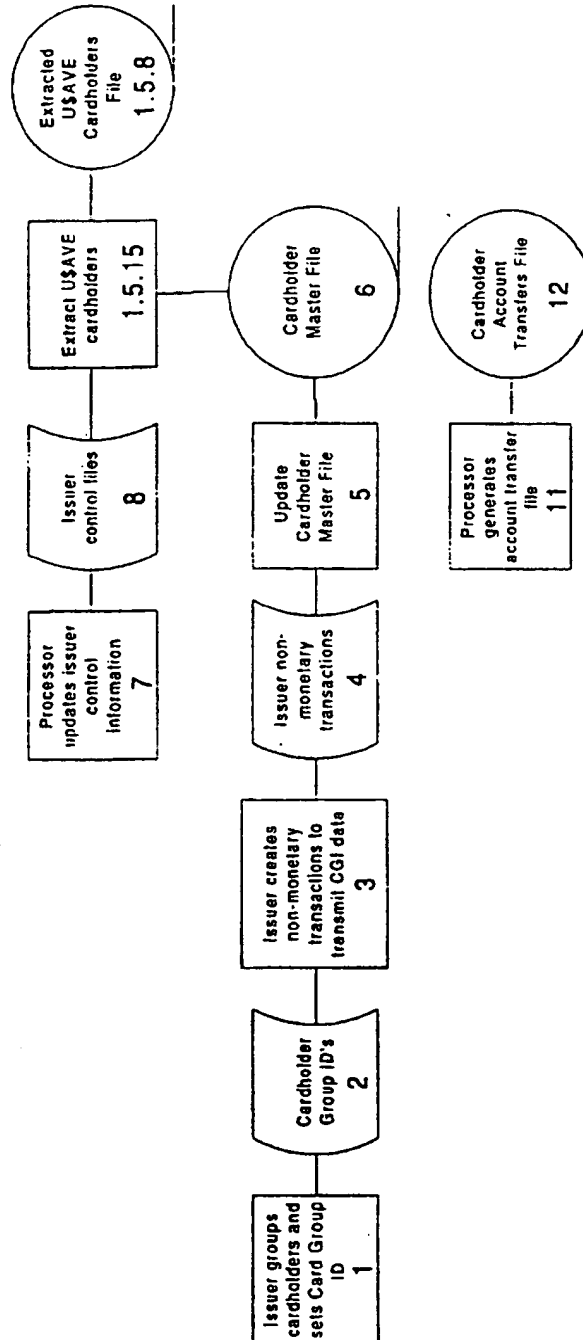 Issuer groups
cardholders and
sets Card Group
ID
1
Cardholder
Group ID's
2
Issuer creates
non-monetary
transactions to
transmit CGI data
3
Issuer non-
monetary
transactions
4
Update
Cardholder
Master File
5
Cardholder
Master File
6
Processor
updates issuer
control
information
7
Issuer
control files
8
Extract U$AVE
cardholders
1.5.15
Extracted
U$AVE
Cardholders
File
1.5.8
Processor
generates
account transfer
file
11
Cardholder
Account
Transfers File
12